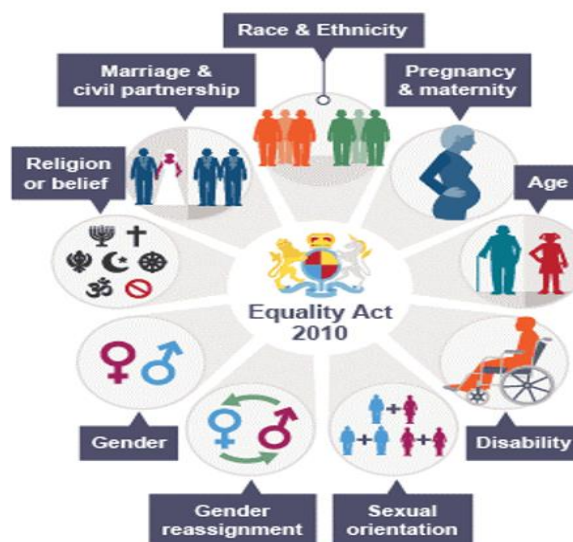 Race & Ethnicity
Marriage &
civil partnership
Pregnancy
& maternity
Religion
or belief
Age
Equality Act
2010
Gender
Disability
Gender
reassignment
Sexual
orientation